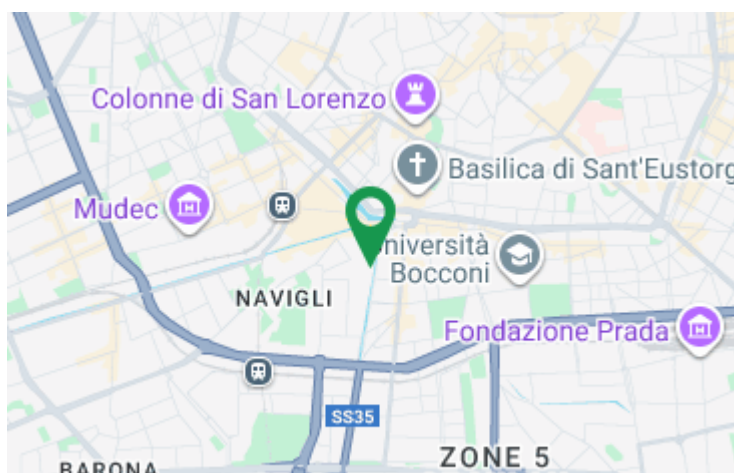 Colonne di San Lorenzo
Basilica di Sant'Eustorg
Mudec
niversità
Bocconi
NAVIGLI
Fondazione Prada
SS35
ZONE 5
BARONA